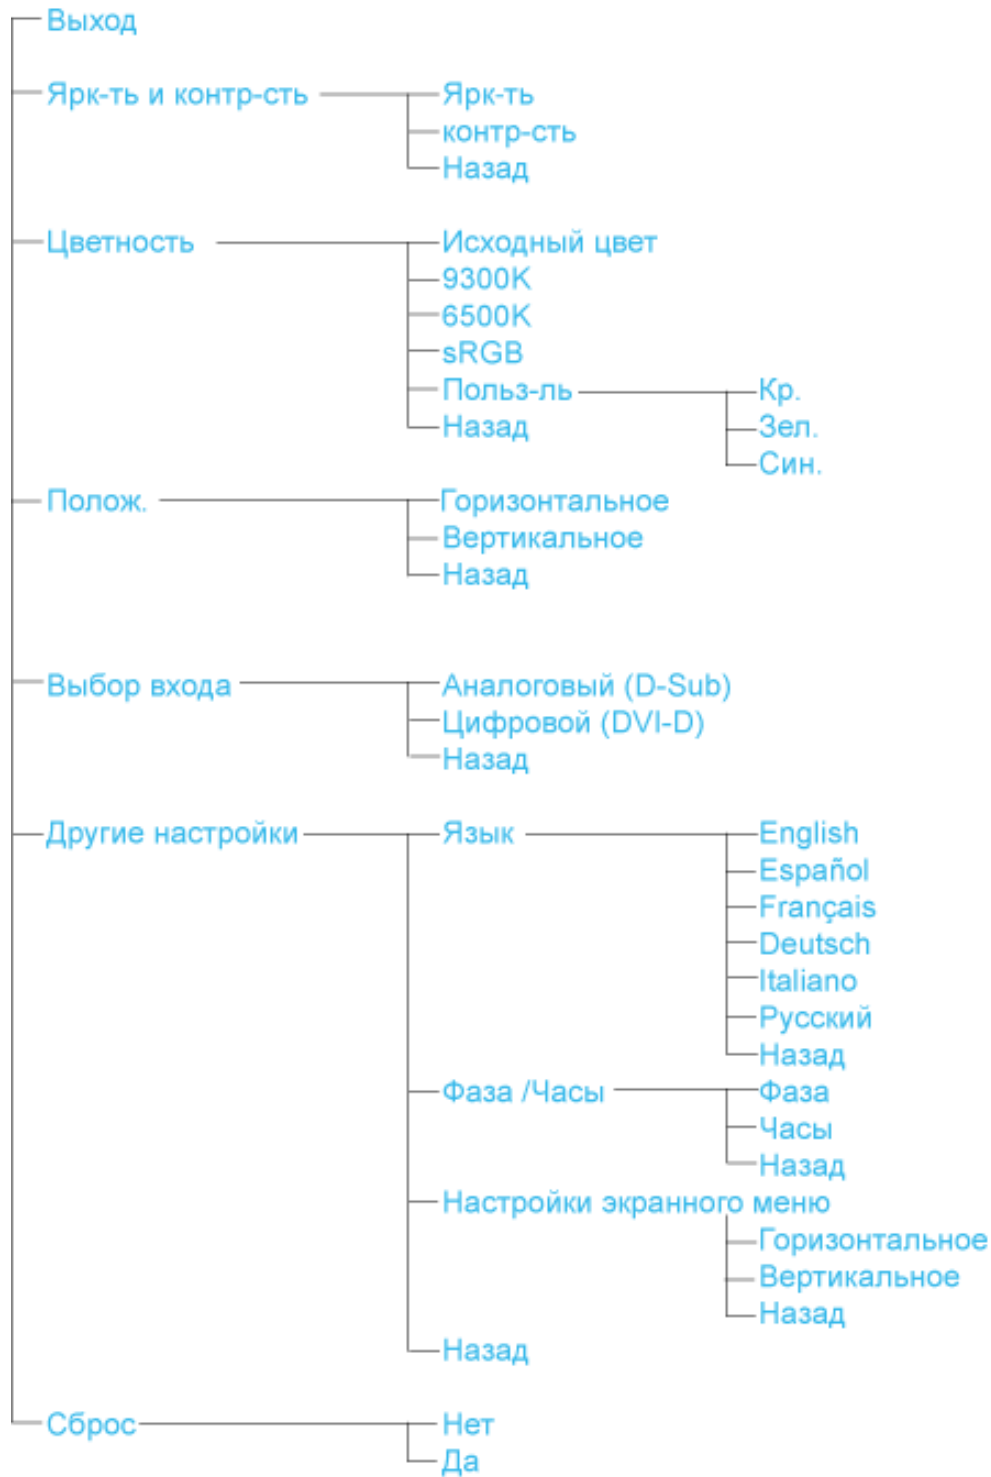 Выход
Ярк-ть и контр-сть Ярк-ть
контр-сть
Назад
Цветность Исходный цвет
9300K
6500K
sRGB
Польз-ль Кр.
Назад Зел.
Син.
Полож. Горизонтальное
Вертикальное
Назад
Выбор входа Аналоговый (D-Sub)
Цифровой (DVI-D)
Назад
Другие настройки Язык English
Español
Français
Deutsch
Italiano
Русский
Назад
Фаза /Часы Фаза
Часы
Назад
Настройки экранного меню
Горизонтальное
Вертикальное
Назад
Назад
Сброс Нет
Да